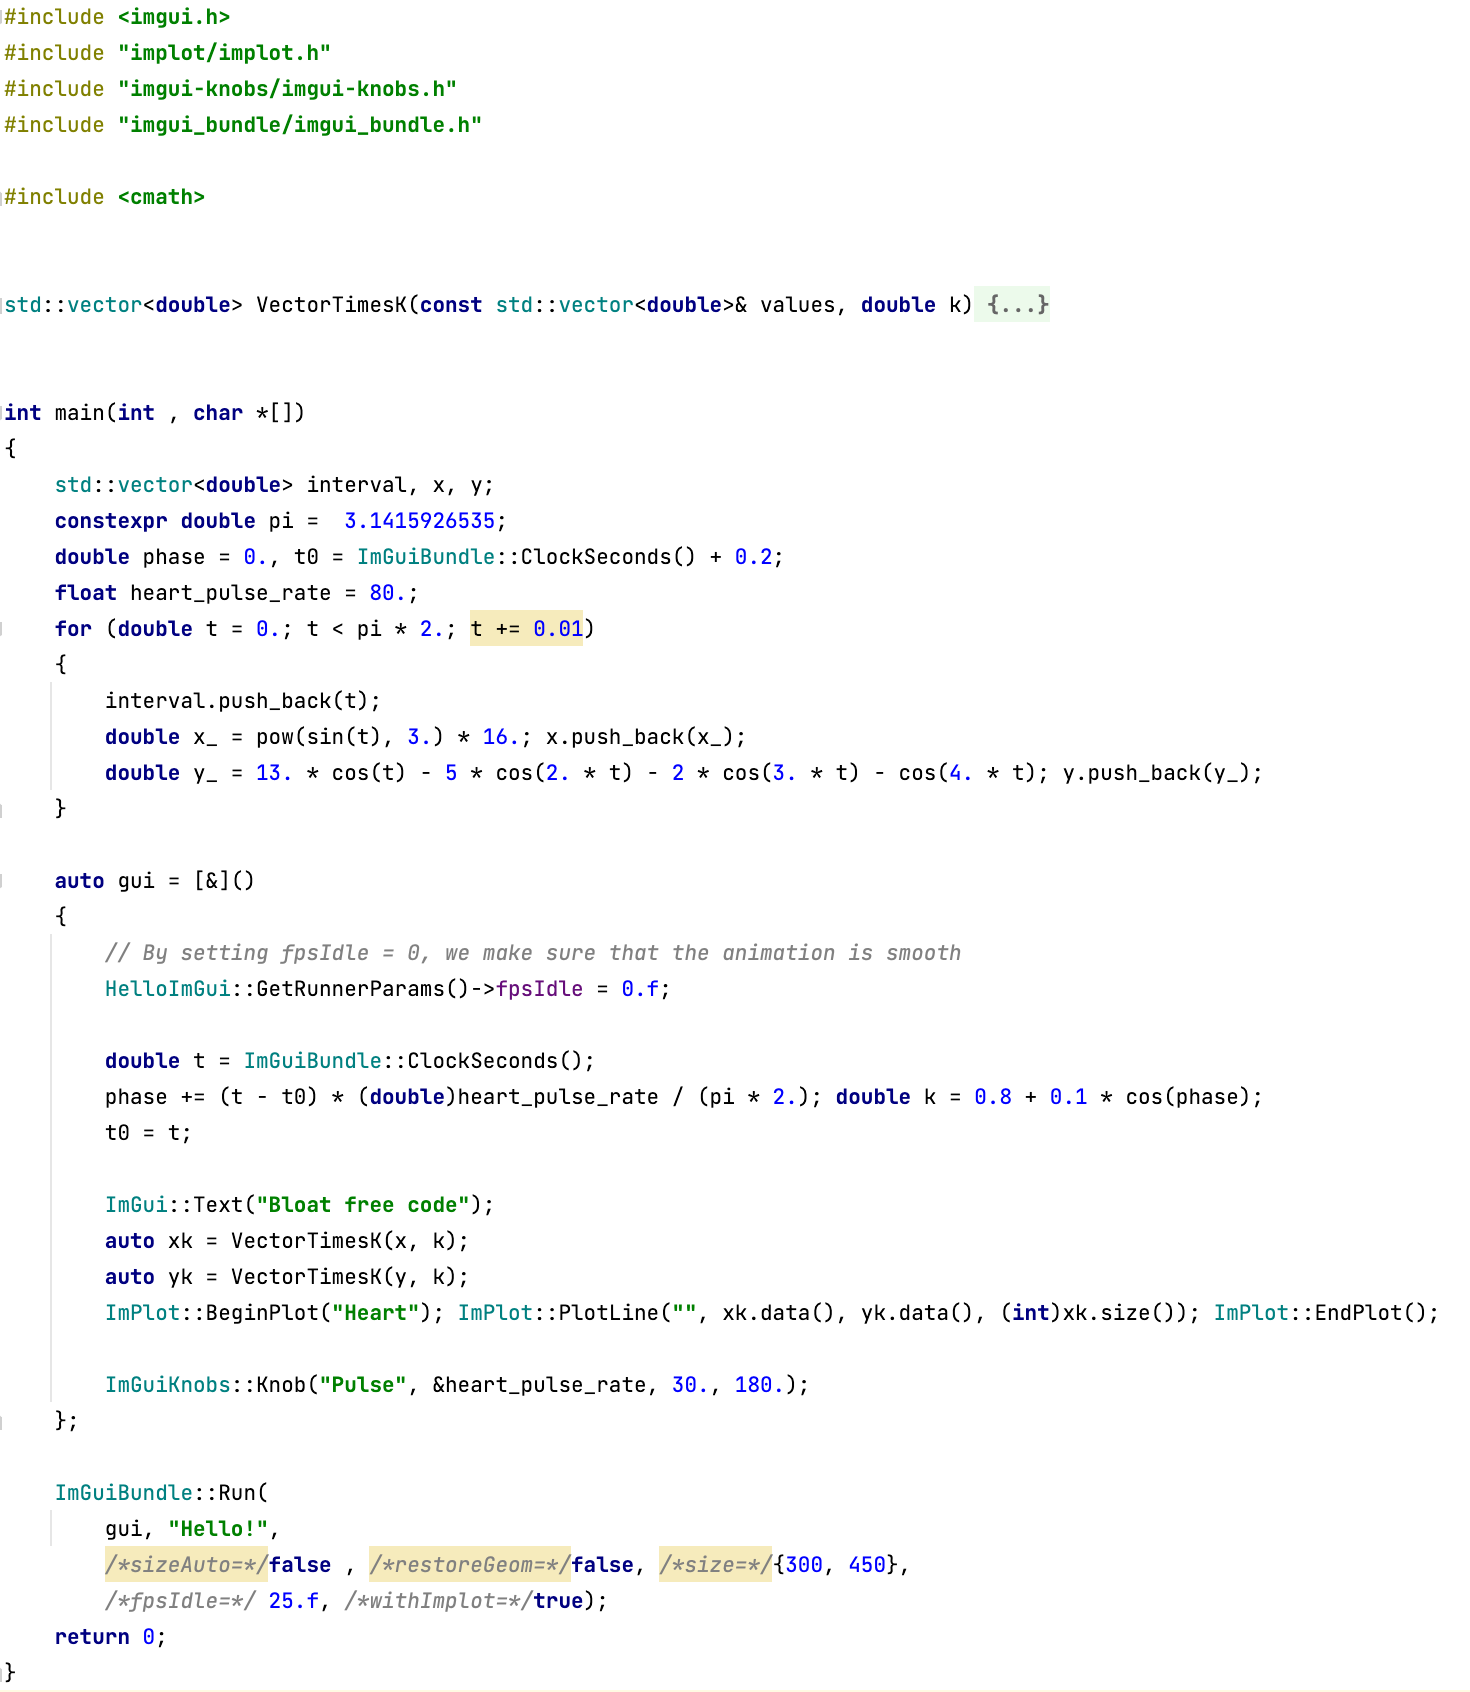 #include <imgui.h>
#include "implot/implot.h"
#include "imgui-knobs/imgui-knobs.h"
#include "imgui_bundle/imgui_bundle.h"

#include <cmath>


std::vector<double> VectorTimesK(const std::vector<double>& values, double k) {...}


int main(int , char *[])
{
    std::vector<double> interval, x, y;
    constexpr double pi =  3.1415926535;
    double phase = 0., t0 = ImGuiBundle::ClockSeconds() + 0.2;
    float heart_pulse_rate = 80.;
    for (double t = 0.; t < pi * 2.; t += 0.01)
    {
        interval.push_back(t);
        double x_ = pow(sin(t), 3.) * 16.; x.push_back(x_);
        double y_ = 13. * cos(t) - 5 * cos(2. * t) - 2 * cos(3. * t) - cos(4. * t); y.push_back(y_);
    }

    auto gui = [&]()
    {
        // By setting fpsIdle = 0, we make sure that the animation is smooth
        HelloImGui::GetRunnerParams()->fpsIdle = 0.f;

        double t = ImGuiBundle::ClockSeconds();
        phase += (t - t0) * (double)heart_pulse_rate / (pi * 2.); double k = 0.8 + 0.1 * cos(phase);
        t0 = t;

        ImGui::Text("Bloat free code");
        auto xk = VectorTimesK(x, k);
        auto yk = VectorTimesK(y, k);
        ImPlot::BeginPlot("Heart"); ImPlot::PlotLine("", xk.data(), yk.data(), (int)xk.size()); ImPlot::EndPlot();

        ImGuiKnobs::Knob("Pulse", &heart_pulse_rate, 30., 180.);
    };

    ImGuiBundle::Run(
        gui, "Hello!",
        /*sizeAuto=*/false , /*restoreGeom=*/false, /*size=*/{300, 450},
        /*fpsIdle=*/ 25.f, /*withImplot=*/true);
    return 0;
}